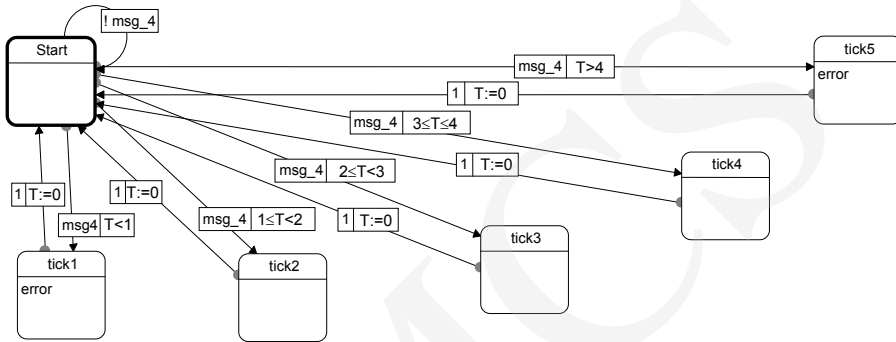 ! msg_4
Start
tick5
error
msg_4 T>4
1 T:=0
msg_4 3≤T≤4
tick4
1 T:=0
msg_4 2≤T<3
1 T:=0
1 T:=0
1 T:=0
msg_4 1≤T<2
msg4 T<1
tick3
tick1
error
tick2
MCS